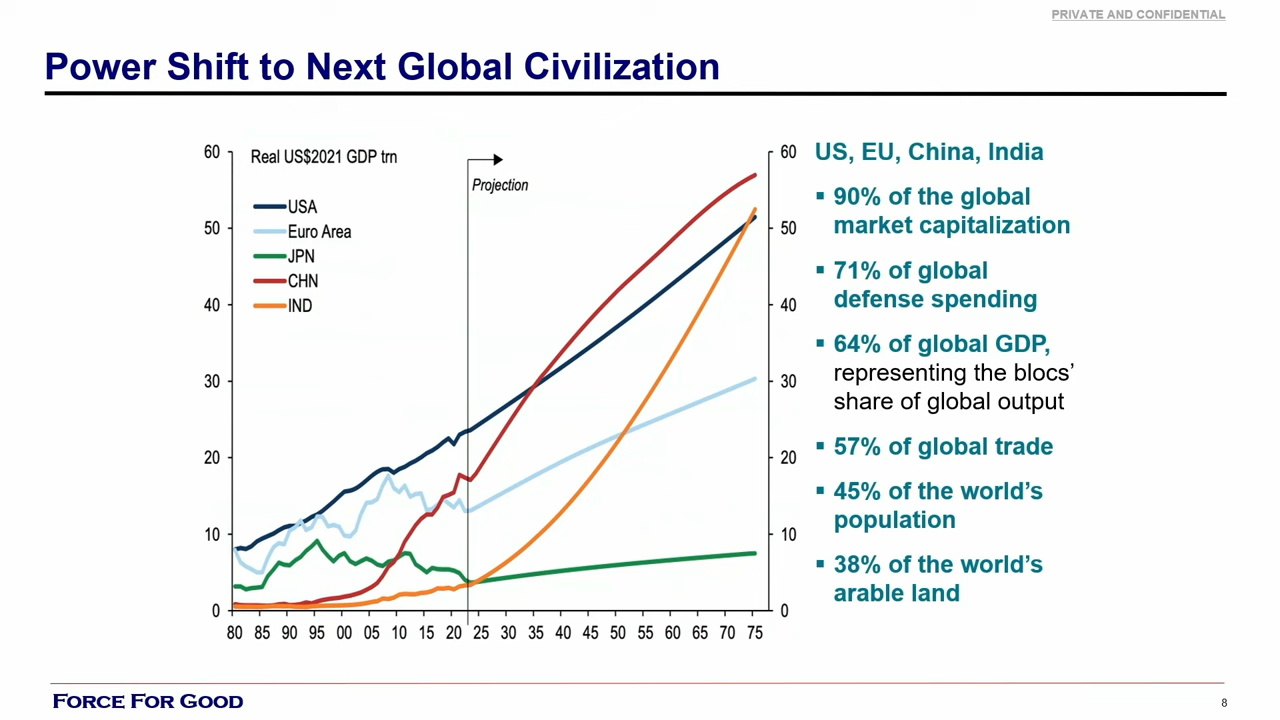 PRIVATE AND CONFIDENTIAL
Power Shift to Next Global Civilization
Real US$2021 GDP trn
Projection
USA
Euro Area
JPN
CHN
IND
60
50
40
30
20
10
0
60
50
40
30
20
10
0
80 85 90 95 00 05 10 15 20 25 30 35 40 45 50 55 60 65 70 75
US, EU, China, India
▪ 90% of the global
market capitalization
▪ 71% of global
defense spending
▪ 64% of global GDP,
representing the blocs’
share of global output
▪ 57% of global trade
▪ 45% of the world’s
population
▪ 38% of the world’s
arable land
FORCE FOR GOOD
8